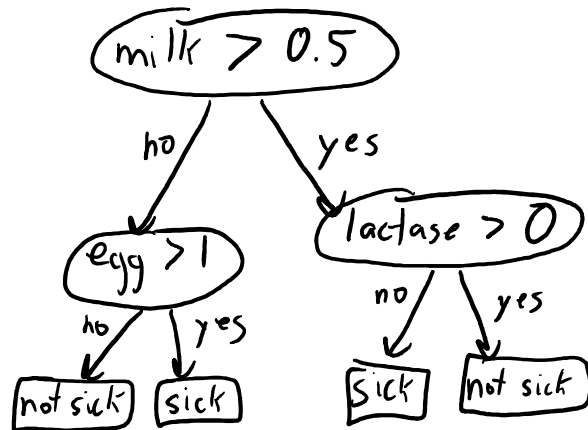 milk > 0.5
no
yes
egg > 1
lactase > 0
no
yes
no
yes
not sick
sick
sick
not sick